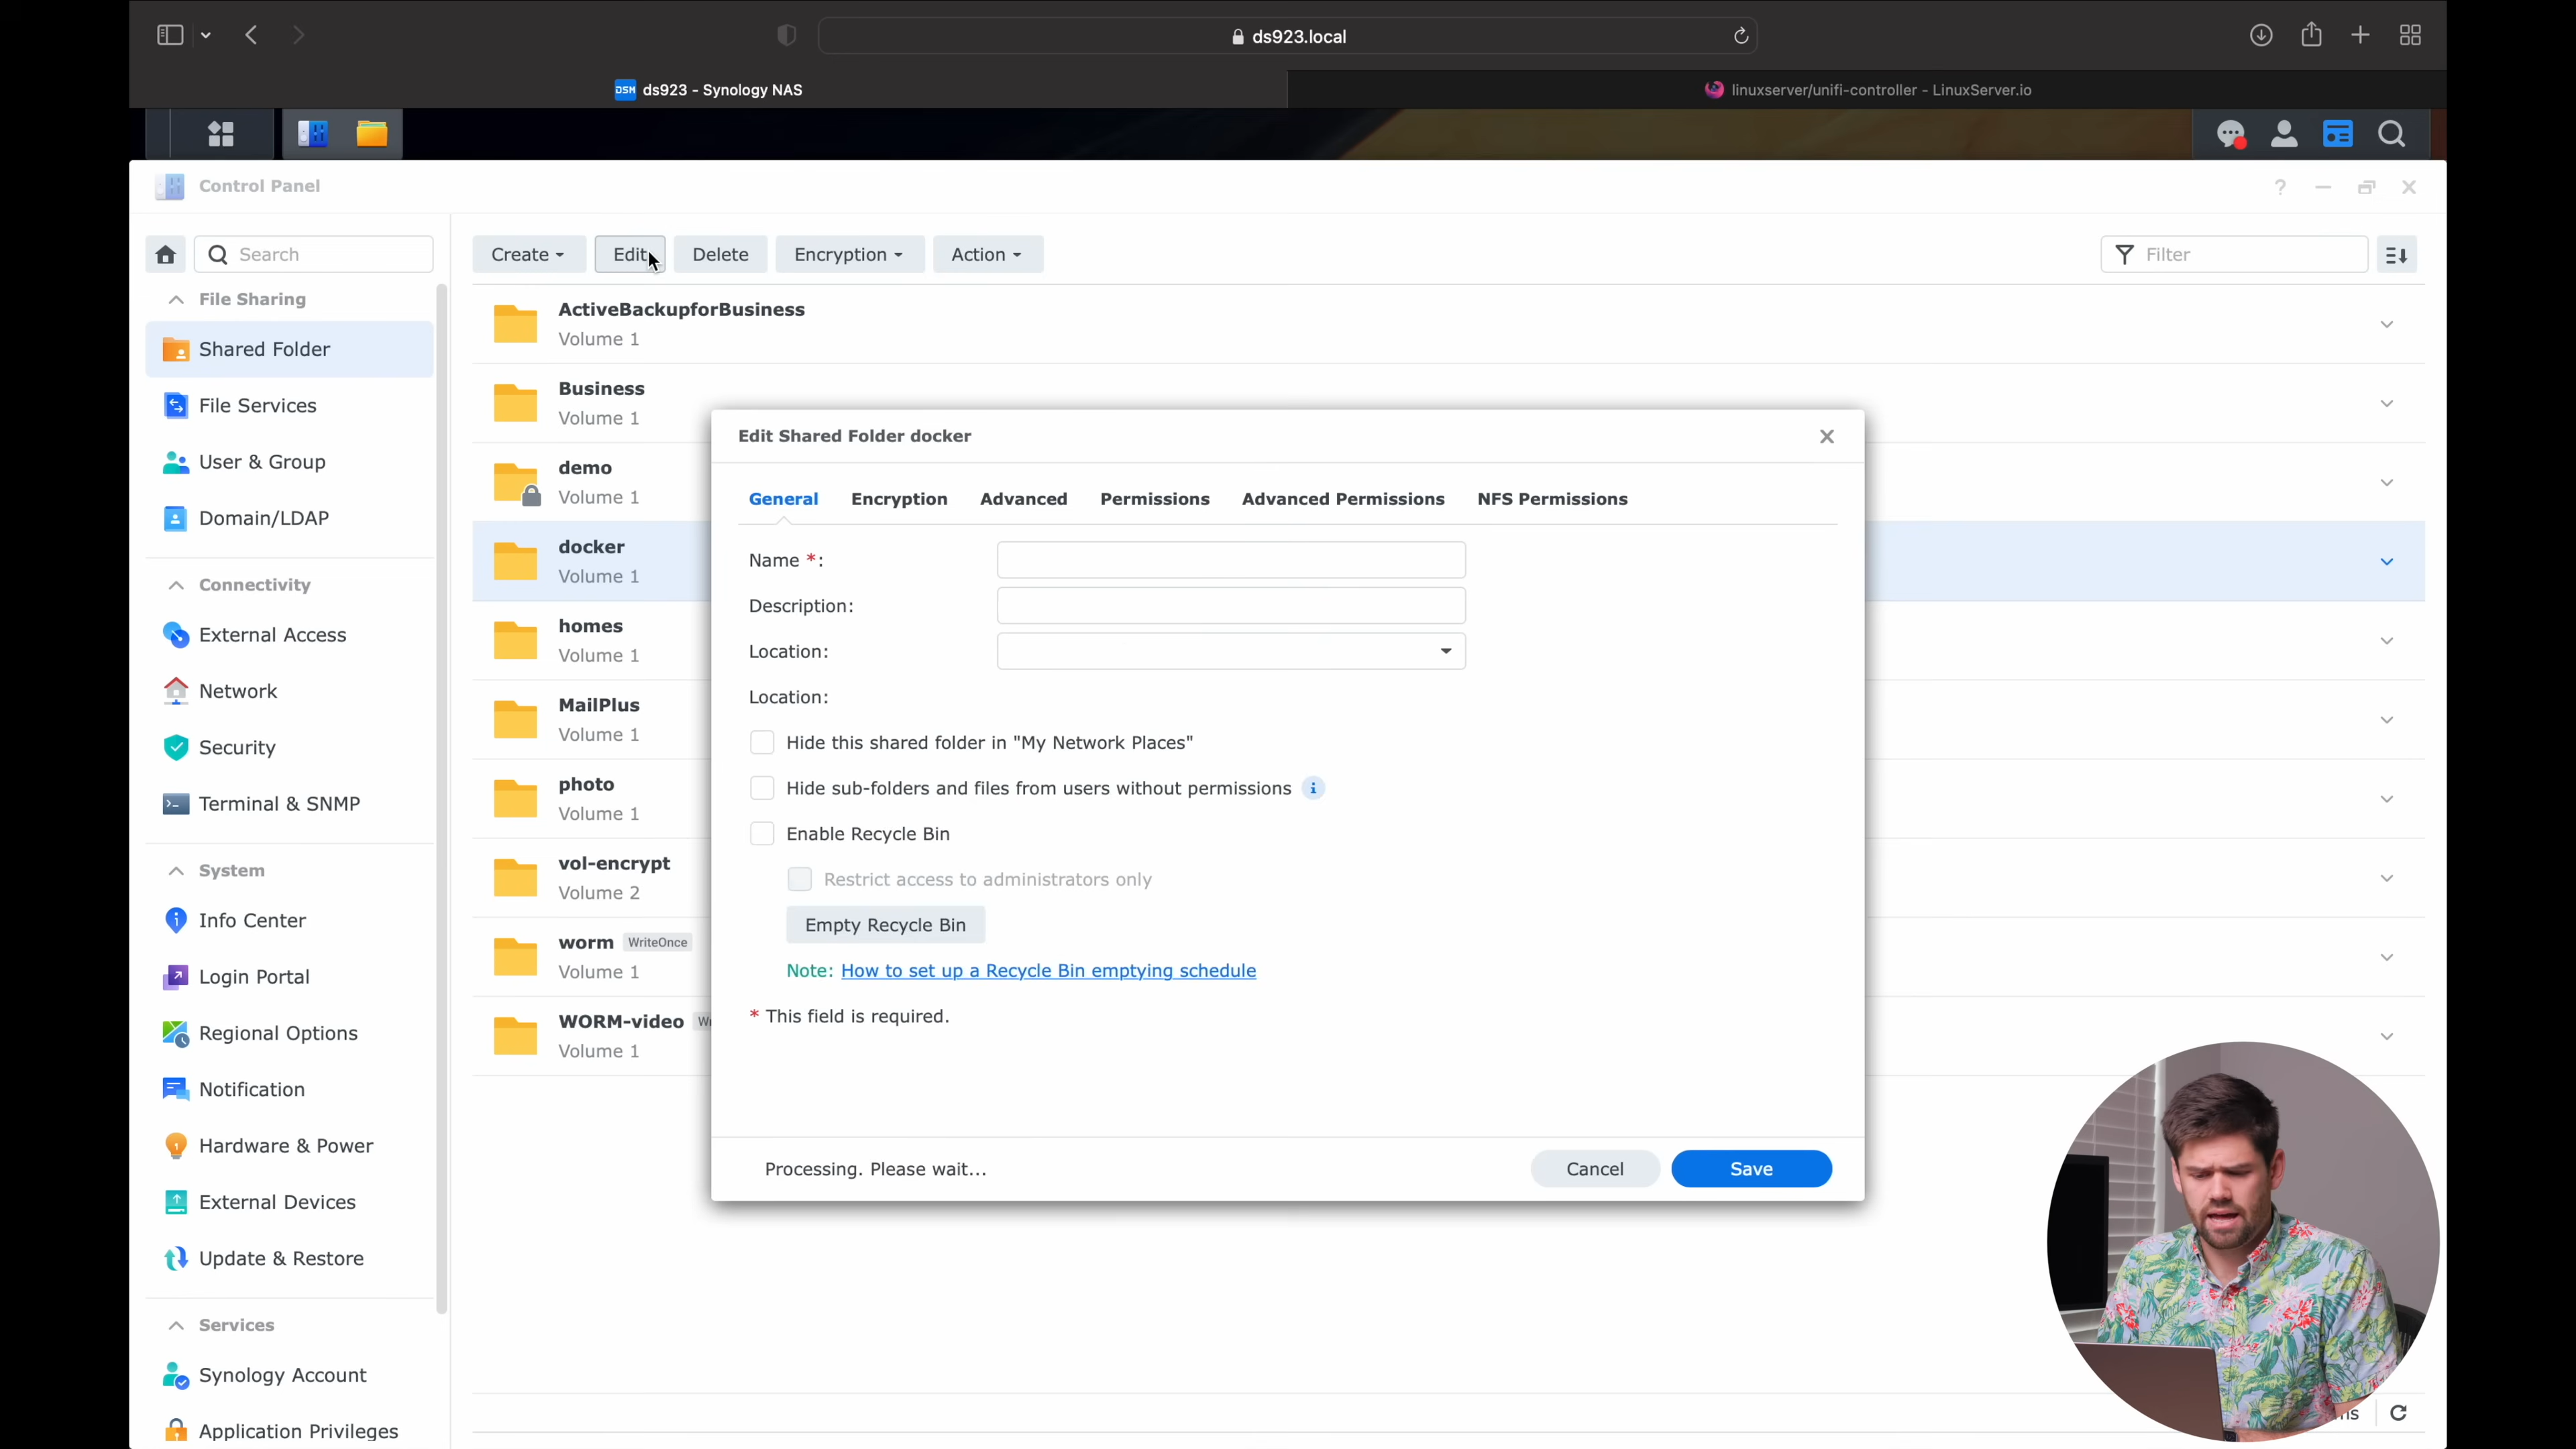 ds923.local
DSM ds923 - Synology NAS
linuxserver/unifi-controller - LinuxServer.io
Control Panel
Search
Create
Edit
Delete
Encryption
Action
Filter
File Sharing
Shared Folder
File Services
User & Group
Domain/LDAP
Connectivity
External Access
Network
Security
Terminal & SNMP
System
Info Center
Login Portal
Regional Options
Notification
Hardware & Power
External Devices
Update & Restore
Services
Synology Account
Application Privileges
ActiveBackupforBusiness
Volume 1
Business
Volume 1
demo
Volume 1
docker
Volume 1
homes
Volume 1
MailPlus
Volume 1
photo
Volume 1
vol-encrypt
Volume 2
worm WriteOnce
Volume 1
WORM-video
Volume 1
Edit Shared Folder docker
General Encryption Advanced Permissions Advanced Permissions NFS Permissions
Name *:
Description:
Location:
Location:
Hide this shared folder in "My Network Places"
Hide sub-folders and files from users without permissions
Enable Recycle Bin
Restrict access to administrators only
Empty Recycle Bin
Note: How to set up a Recycle Bin emptying schedule
* This field is required.
Processing. Please wait...
Cancel
Save